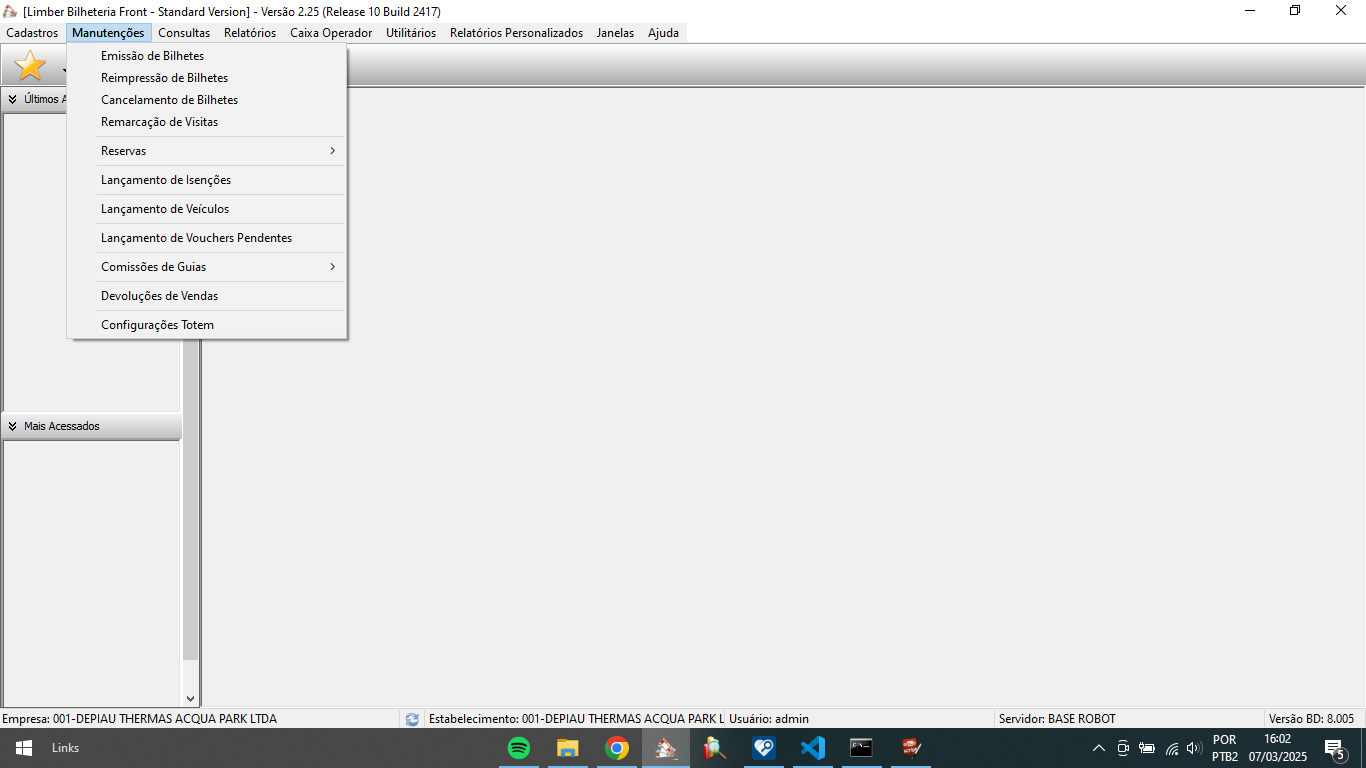 [Limber Bilheteria Front - Standard Version] - Versão 2.25 (Release 10 Build 2417)
Cadastros Manutenções Consultas Relatórios Caixa Operador Utilitários Relatórios Personalizados Janelas Ajuda
Emissão de Bilhetes
Reimpressão de Bilhetes
Cancelamento de Bilhetes
Remarcação de Visitas
Reservas
Lançamento de Isenções
Lançamento de Veículos
Lançamento de Vouchers Pendentes
Comissões de Guias
Devoluções de Vendas
Configurações Totem
Últimos A
Mais Acessados
Empresa: 001-DEPIAU THERMAS ACQUA PARK LTDA Estabelecimento: 001-DEPIAU THERMAS ACQUA PARK L Usuário: admin Servidor: BASE ROBOT Versão BD: 8.005
Links
POR
PTB2
16:02
07/03/2025
5